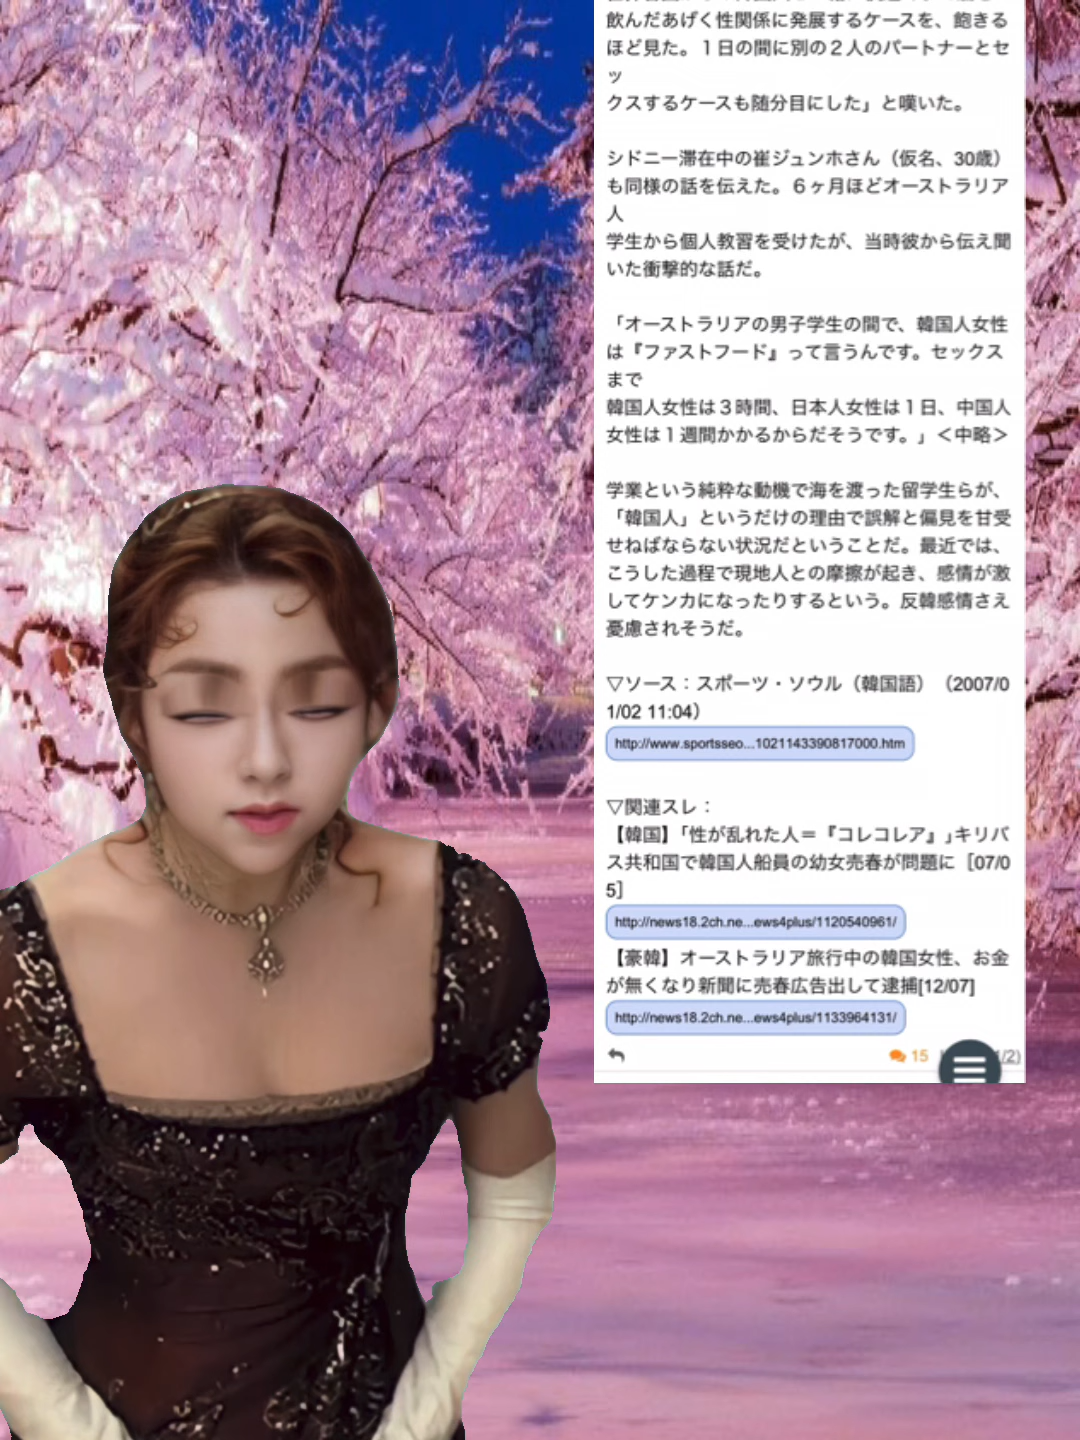 飲んだあげく性関係に発展するケースを、飽きる
ほど見た。1日の間に別の2人のパートナーとセ
ッ
クスするケースも随分目にした」と嘆いた。
シドニー滞在中の崔ジュンホさん（仮名、30歳）
も同様の話を伝えた。6ヶ月ほどオーストラリア
人
学生から個人教習を受けたが、当時彼から伝え聞
いた衝撃的な話だ。
「オーストラリアの男子学生の間で、韓国人女性
は『ファストフード』って言うんです。セックス
まで
韓国人女性は3時間、日本人女性は1日、中国人
女性は1週間かかるからだそうです。」＜中略＞
学業という純粋な動機で海を渡った留学生らが、
「韓国人」というだけの理由で誤解と偏見を甘受
せねばならない状況だということだ。最近では、
こうした過程で現地人との摩擦が起き、感情が激
してケンカになったりするという。反韓感情さえ
憂慮されそうだ。
▽ソース：スポーツ・ソウル（韓国語）（2007/0
1/02 11:04）
http://www.sportsseo...1021143390817000.htm
▽関連スレ：
【韓国】「性が乱れた人＝『コレコレア』」キリバ
ス共和国で韓国人船員の幼女売春が問題に［07/0
5］
http://news18.2ch.ne...ews4plus/1120540961/
【豪韓】オーストラリア旅行中の韓国女性、お金
が無くなり新聞に売春広告出して逮捕[12/07]
http://news18.2ch.ne...ews4plus/1133964131/
15
1/2)